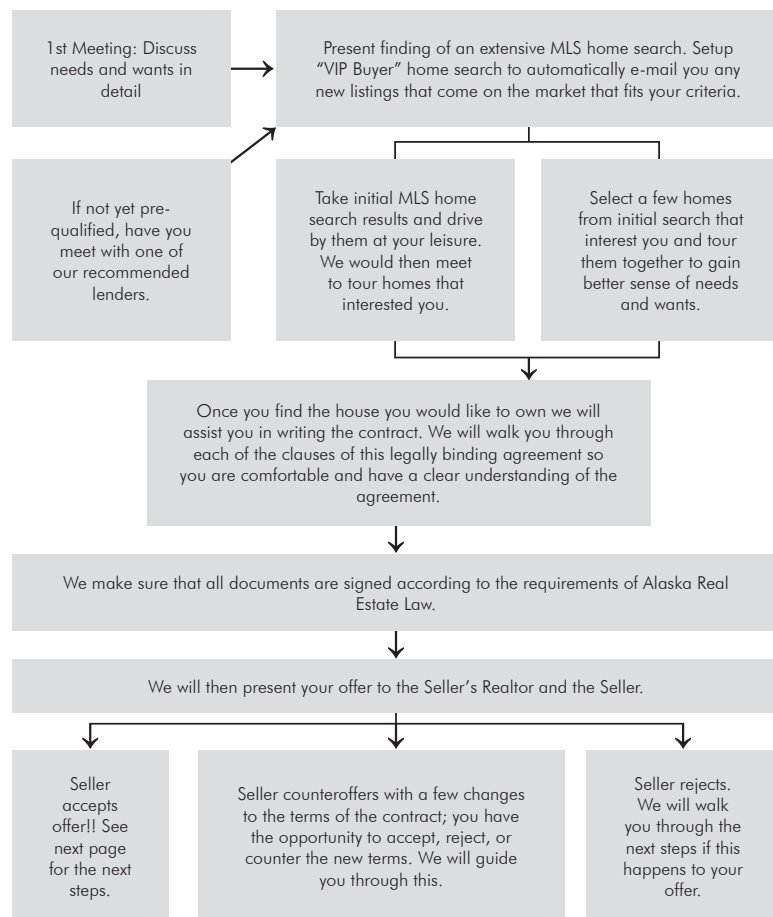 1st Meeting: Discuss
needs and wants in
detail
Present finding of an extensive MLS home search. Setup
“VIP Buyer” home search to automatically e-mail you any
new listings that come on the market that fits your criteria.
If not yet pre-
qualified, have you
meet with one of
our recommended
lenders.
Take initial MLS home
search results and drive
by them at your leisure.
We would then meet
to tour homes that
interested you.
Select a few homes
from initial search that
interest you and tour
them together to gain
better sense of needs
and wants.
Once you find the house you would like to own we will
assist you in writing the contract. We will walk you through
each of the clauses of this legally binding agreement so
you are comfortable and have a clear understanding of the
agreement.
We make sure that all documents are signed according to the requirements of Alaska Real
Estate Law.
We will then present your offer to the Seller’s Realtor and the Seller.
Seller
accepts
offer!! See
next page
for the next
steps.
Seller counteroffers with a few changes
to the terms of the contract; you have
the opportunity to accept, reject, or
counter the new terms. We will guide
you through this.
Seller rejects.
We will walk
you through the
next steps if this
happens to your
offer.